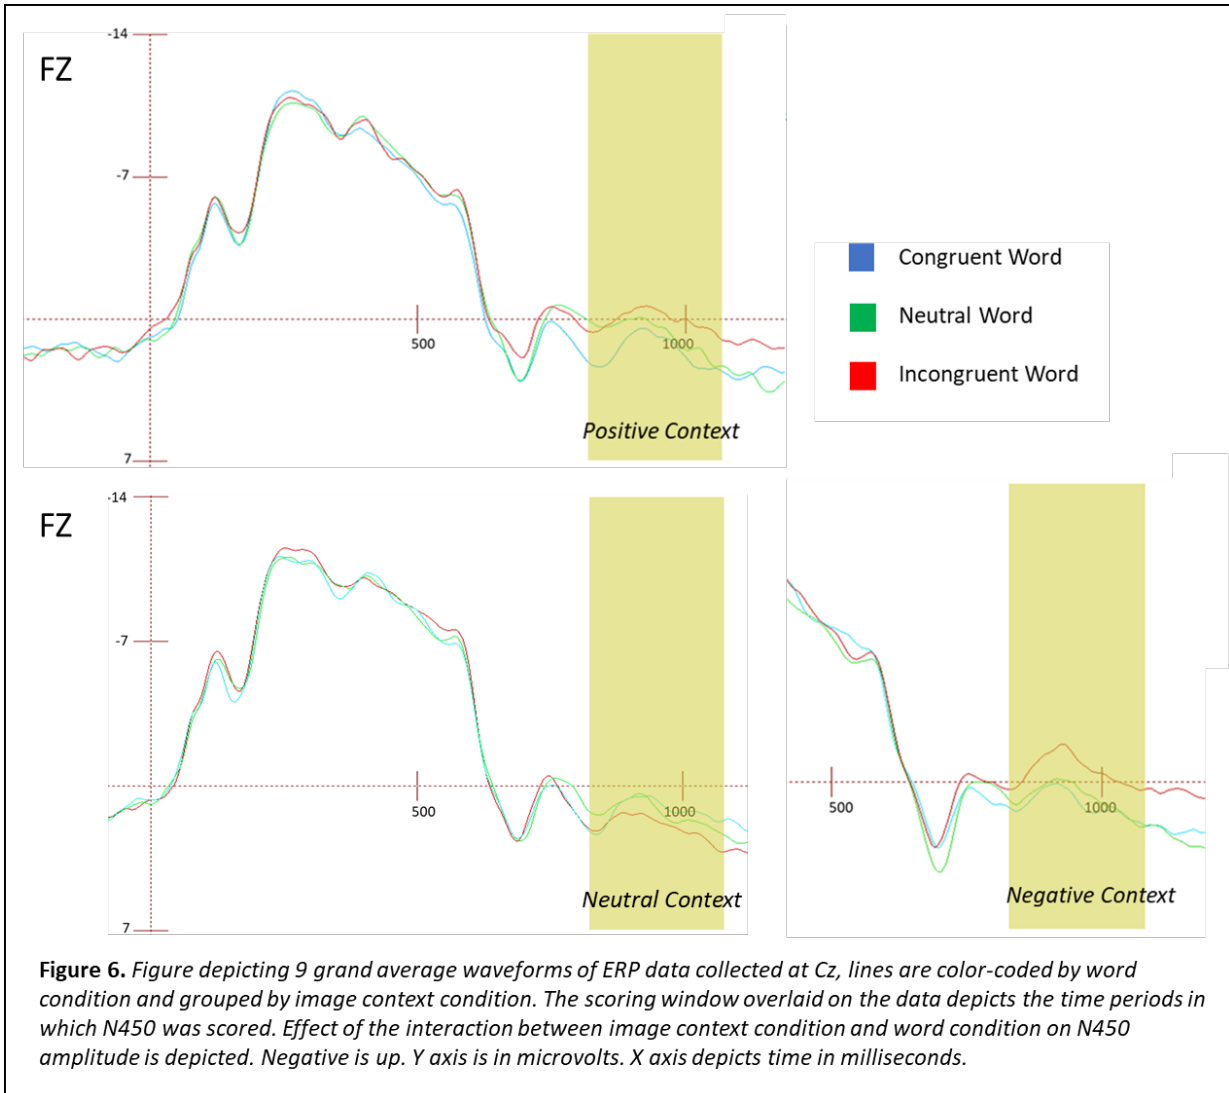 -14
FZ
-7
500
1000
Positive Context
7
Congruent Word
Neutral Word
Incongruent Word
-14
FZ
-7
500
1000
Neutral Context
7
500
1000
Negative Context
Figure 6. Figure depicting 9 grand average waveforms of ERP data collected at Cz, lines are color-coded by word
condition and grouped by image context condition. The scoring window overlaid on the data depicts the time periods in
which N450 was scored. Effect of the interaction between image context condition and word condition on N450
amplitude is depicted. Negative is up. Y axis is in microvolts. X axis depicts time in milliseconds.